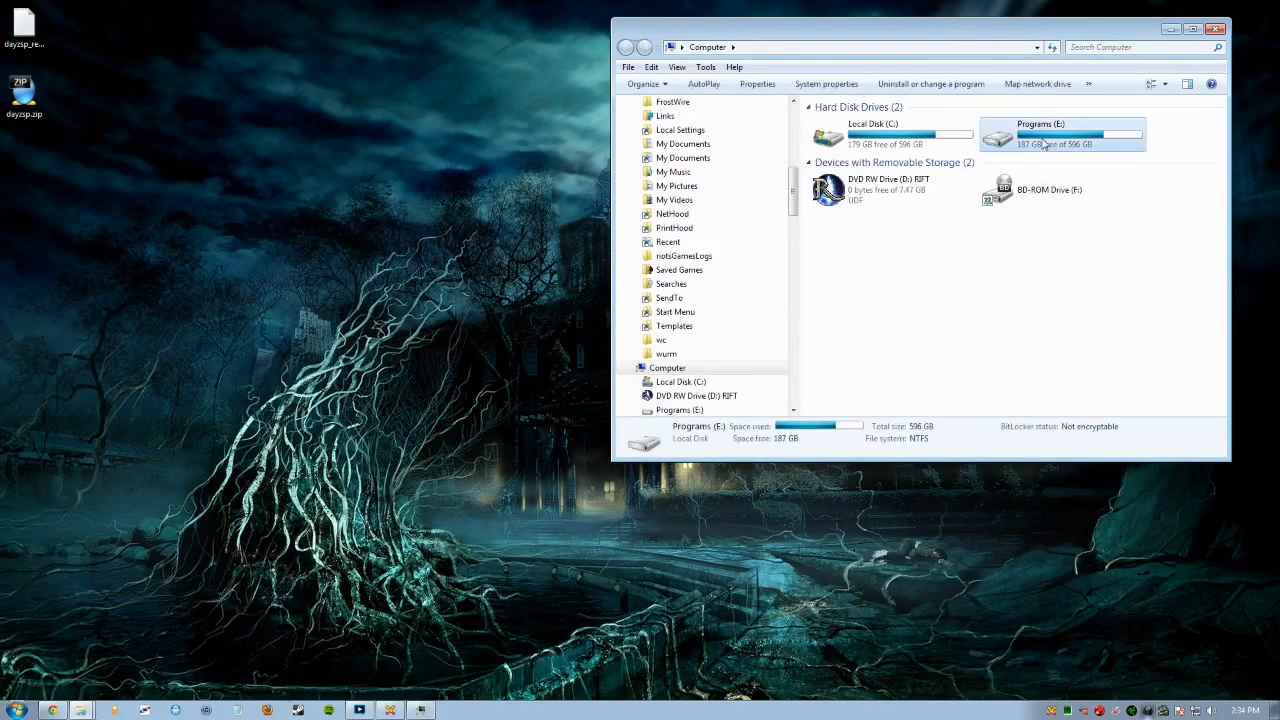 dayzsp_re...
ZIP
dayzsp.zip
Computer
Search Computer
File Edit View Tools Help
Organize AutoPlay Properties System properties Uninstall or change a program Map network drive »
FrostWire
Links
Local Settings
My Documents
My Documents
My Music
My Pictures
My Videos
NetHood
PrintHood
Recent
riotsGamesLogs
Saved Games
Searches
SendTo
Start Menu
Templates
wc
wurm
Computer
Local Disk (C:)
DVD RW Drive (D:) RIFT
Programs (E:)
Hard Disk Drives (2)
Local Disk (C:)
179 GB free of 596 GB
Programs (E:)
187 GB free of 596 GB
Devices with Removable Storage (2)
DVD RW Drive (D:) RIFT
0 bytes free of 7.47 GB
UDF
BD
BD-ROM Drive (F:)
Programs (E:) Space used: Total size: 596 GB BitLocker status: Not encryptable
Local Disk Space free: 187 GB File system: NTFS
2:34 PM